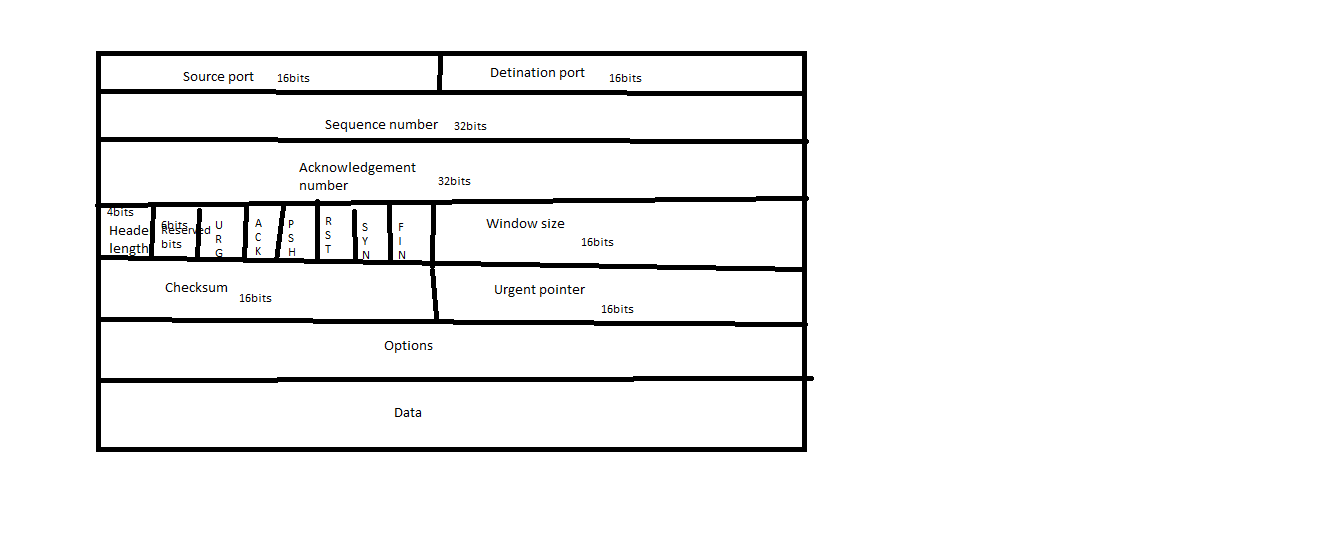 Source port 16bits
Detination port 16bits
Sequence number 32bits
Acknowledgement
number 32bits
4bits
Heade
length
6bits
Reserved
bits
U
R
G
A
C
K
P
S
H
R
S
T
S
Y
N
F
I
N
Window size
16bits
Checksum
16bits
Urgent pointer
16bits
Options
Data